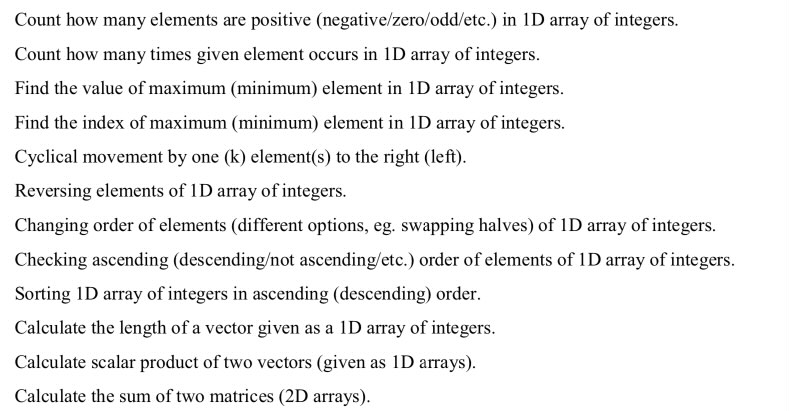 Count how many elements are positive (negative/zero/odd/etc.) in 1D array of integers.
Count how many times given element occurs in 1D array of integers.
Find the value of maximum (minimum) element in 1D array of integers.
Find the index of maximum (minimum) element in 1D array of integers.
Cyclical movement by one (k) element(s) to the right (left).
Reversing elements of 1D array of integers.
Changing order of elements (different options, eg. swapping halves) of 1D array of integers.
Checking ascending (descending/not ascending/etc.) order of elements of 1D array of integers.
Sorting 1D array of integers in ascending (descending) order.
Calculate the length of a vector given as a 1D array of integers.
Calculate scalar product of two vectors (given as 1D arrays).
Calculate the sum of two matrices (2D arrays).